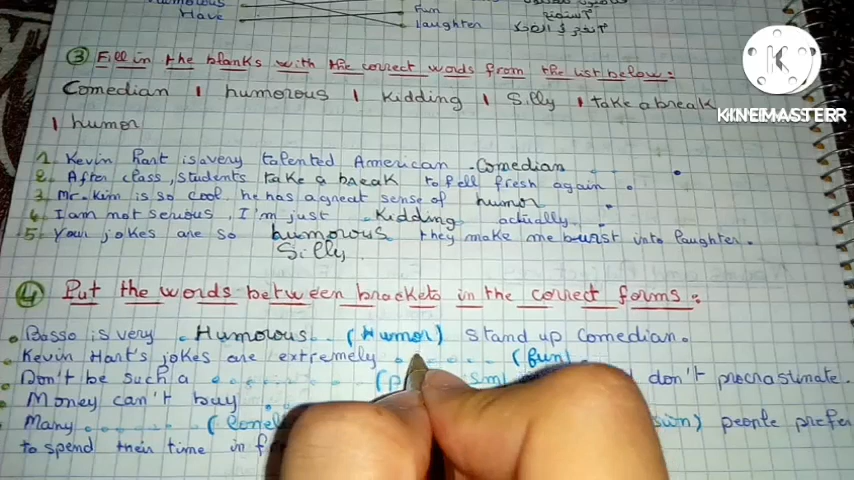 Have
Fun
Laughter
③ Fill in the blanks with the correct words from the list below:
Comedian | humorous | kidding | Silly | take a break
| humor
KINEMASTER
1. Kevin hart is a very talented American Comedian
2. After class, students take a break to fell fresh again.
3. Mr. Kim is so cool, he has a great sense of humor
4. I am not serious, I'm just Kidding actually.
5. Your jokes are so humorous they make me burst into laughter.
Silly
④ Put the words between brackets in the correct forms:
Bosso is very Humorous (Humor) stand up comedian.
Kevin Hart's jokes are extremely ...... (fun).
Don't be such a ........ don't procrastinate.
Money can't buy
Many ....... people prefer
to spend their time in